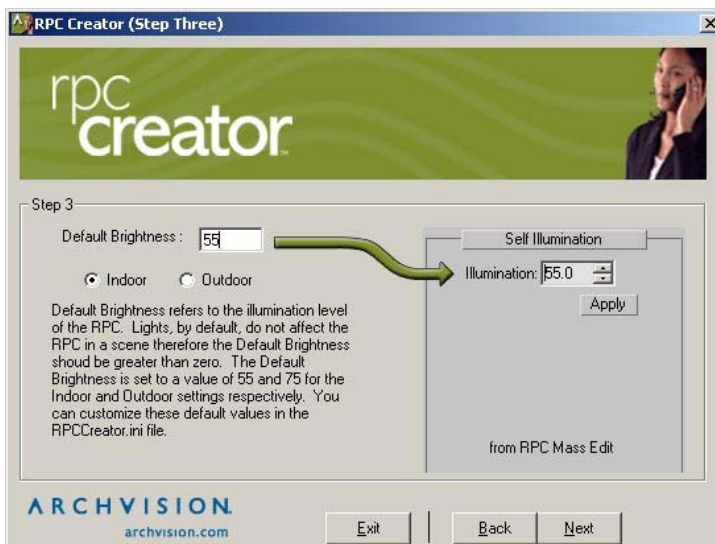 RPC Creator (Step Three)
rpc
creator™
Step 3
Default Brightness : 55
Indoor Outdoor
Default Brightness refers to the illumination level
of the RPC. Lights, by default, do not affect the
RPC in a scene therefore the Default Brightness
shoud be greater than zero. The Default
Brightness is set to a value of 55 and 75 for the
Indoor and Outdoor settings respectively. You
can customize these default values in the
RPCCreator.ini file.
Self Illumination
Illumination: 55.0
Apply
from RPC Mass Edit
ARCHVISION.
archvision.com
Exit Back Next